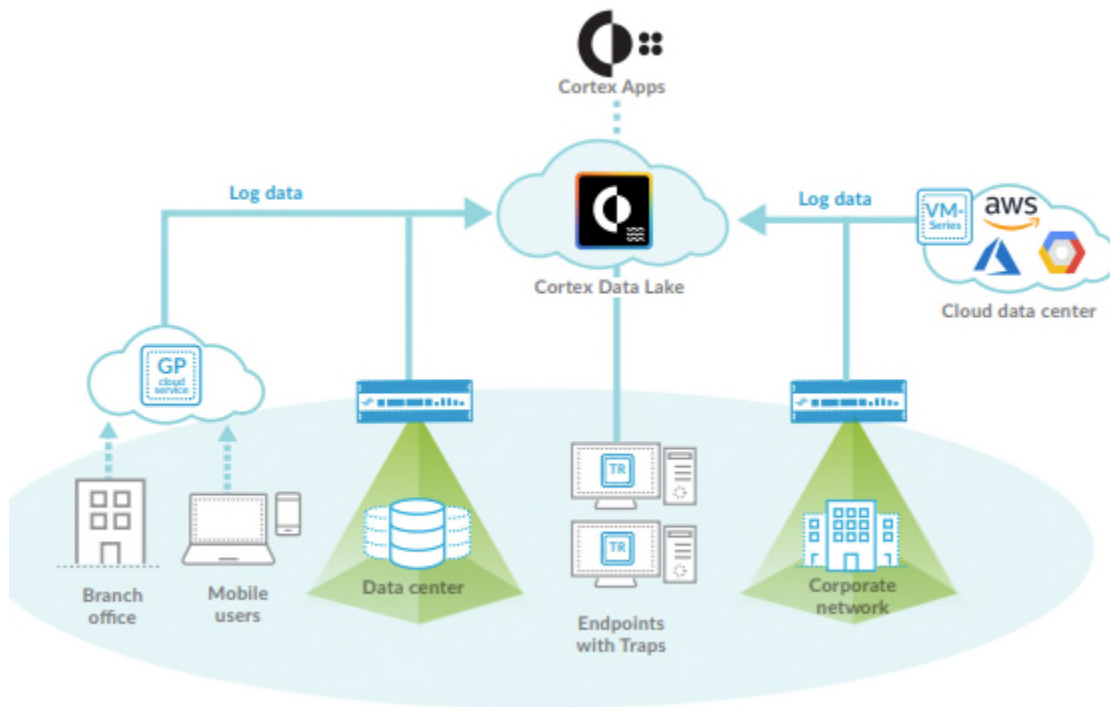 Cortex Apps
Log data
Log data
VM-
Series
aws
Cortex Data Lake
Cloud data center
GP
cloud
service
TR
TR
Branch
office
Mobile
users
Data center
Endpoints
with Traps
Corporate
network